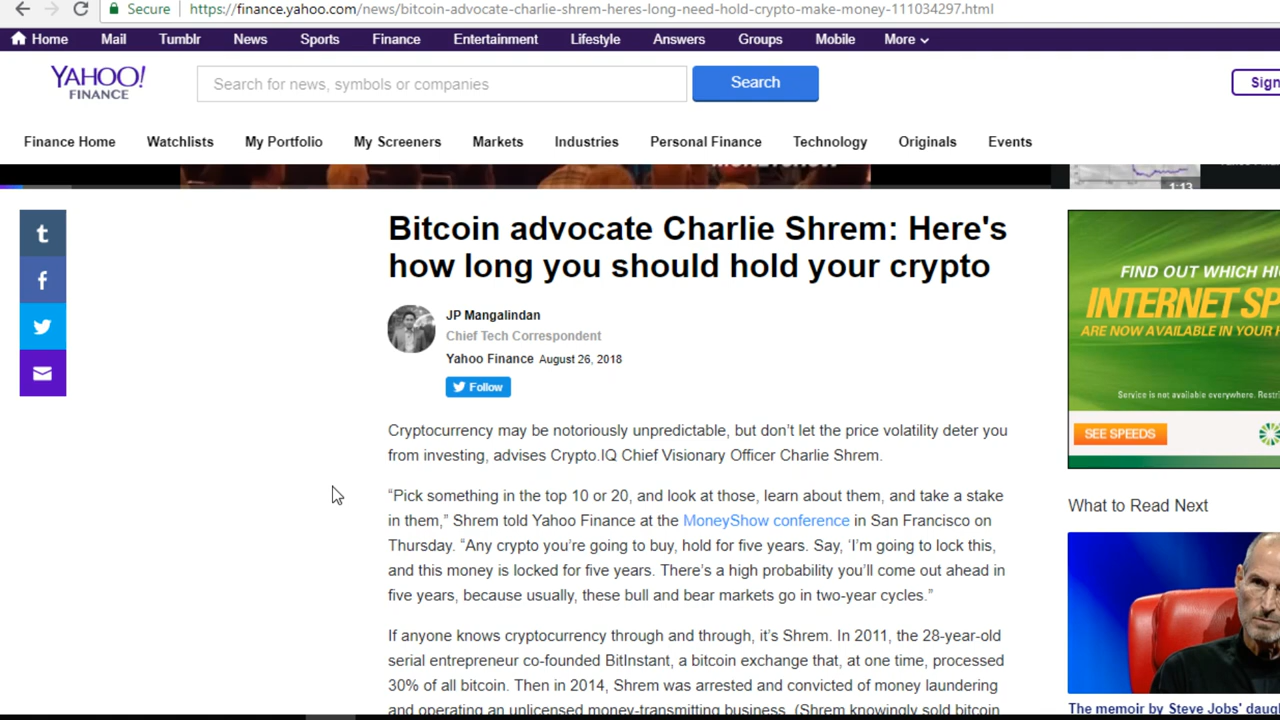 Secure https://finance.yahoo.com/news/bitcoin-advocate-charlie-shrem-heres-long-need-hold-crypto-make-money-111034297.html
Home Mail Tumblr News Sports Finance Entertainment Lifestyle Answers Groups Mobile More
YAHOO!
FINANCE
Search for news, symbols or companies
Search
Sign
Finance Home Watchlists My Portfolio My Screeners Markets Industries Personal Finance Technology Originals Events
1:13
t
f
Bitcoin advocate Charlie Shrem: Here's
how long you should hold your crypto
JP Mangalindan
Chief Tech Correspondent
Yahoo Finance August 26, 2018
Follow
Cryptocurrency may be notoriously unpredictable, but don’t let the price volatility deter you
from investing, advises Crypto.IQ Chief Visionary Officer Charlie Shrem.
“Pick something in the top 10 or 20, and look at those, learn about them, and take a stake
in them,” Shrem told Yahoo Finance at the MoneyShow conference in San Francisco on
Thursday. “Any crypto you’re going to buy, hold for five years. Say, ‘I’m going to lock this,
and this money is locked for five years. There’s a high probability you’ll come out ahead in
five years, because usually, these bull and bear markets go in two-year cycles.”
If anyone knows cryptocurrency through and through, it’s Shrem. In 2011, the 28-year-old
serial entrepreneur co-founded BitInstant, a bitcoin exchange that, at one time, processed
30% of all bitcoin. Then in 2014, Shrem was arrested and convicted of money laundering
and operating an unlicensed money-transmitting business. (Shrem knowingly sold bitcoin
FIND OUT WHICH HI
INTERNET SP
ARE NOW AVAILABLE IN YOUR
Service is not available everywhere. Restri
SEE SPEEDS
What to Read Next
The memoir by Steve Jobs' daug